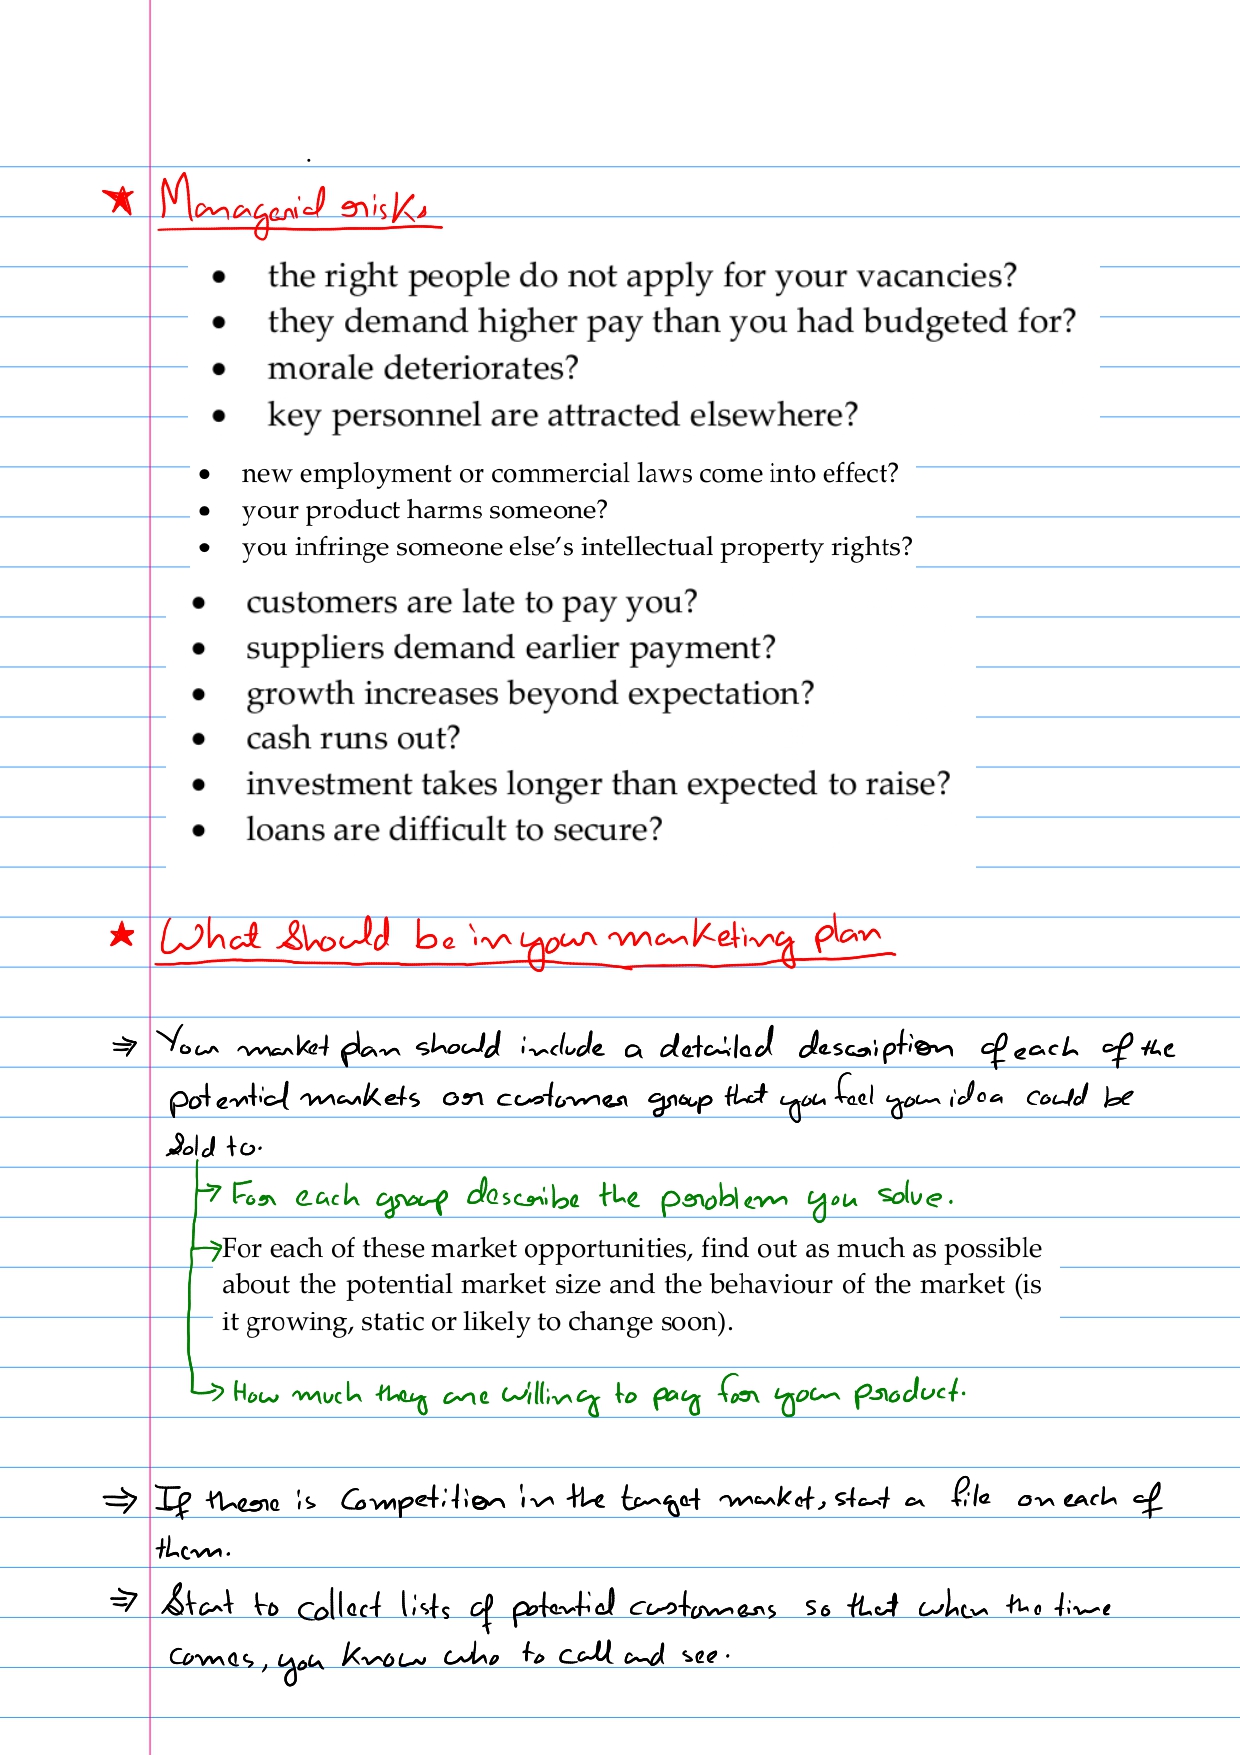 ★ Managerial risks
• the right people do not apply for your vacancies?
• they demand higher pay than you had budgeted for?
• morale deteriorates?
• key personnel are attracted elsewhere?
• new employment or commercial laws come into effect?
• your product harms someone?
• you infringe someone else’s intellectual property rights?
• customers are late to pay you?
• suppliers demand earlier payment?
• growth increases beyond expectation?
• cash runs out?
• investment takes longer than expected to raise?
• loans are difficult to secure?
★ What should be in your marketing plan
⇒ Your market plan should include a detailed description of each of the
potential markets or customer group that you feel your idea could be
sold to.
→ For each group describe the problem you solve.
→ For each of these market opportunities, find out as much as possible
about the potential market size and the behaviour of the market (is
it growing, static or likely to change soon).
→ How much they are willing to pay for your product.
⇒ If there is competition in the target market, start a file on each of
them.
⇒ Start to collect lists of potential customers so that when the time
comes, you know who to call and see.